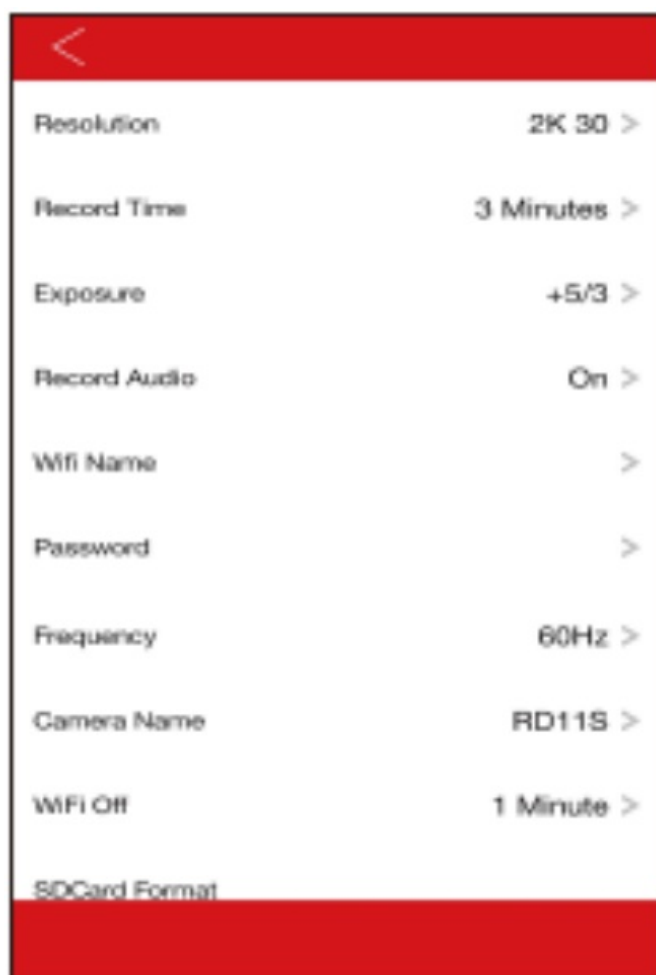 Resolution 2K 30 >
Record Time 3 Minutes >
Exposure +5/3 >
Record Audio On >
Wifi Name >
Password >
Frequency 60Hz >
Camera Name RD11S >
WiFi Off 1 Minute >
SDCard Format